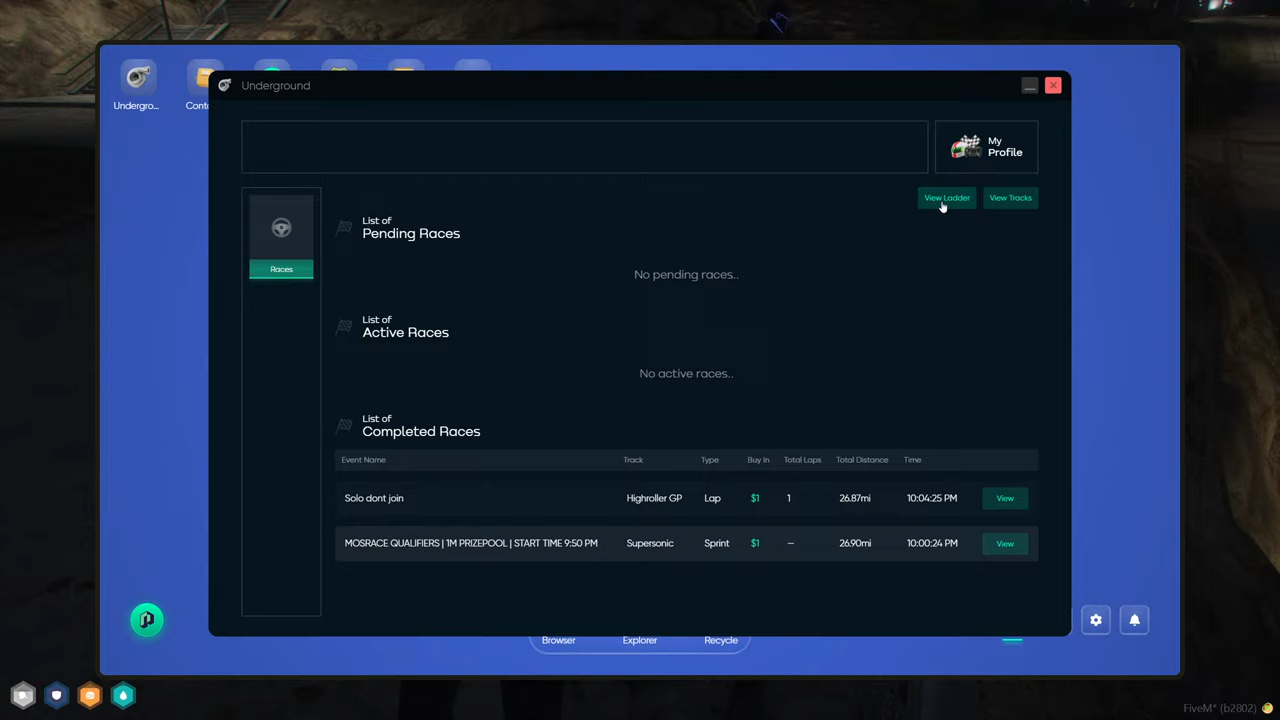 Undergro...
Cont
Underground
My
Profile
View Ladder
View Tracks
Races
List of
Pending Races
No pending races..
List of
Active Races
No active races..
List of
Completed Races
Event Name Track Type Buy In Total Laps Total Distance Time
Solo dont join Highroller GP Lap $1 1 26.87mi 10:04:25 PM View
MOSRACE QUALIFIERS | 1M PRIZEPOOL | START TIME 9:50 PM Supersonic Sprint $1 — 26.90mi 10:00:24 PM View
Browser Explorer Recycle
FiveM* (b2802)